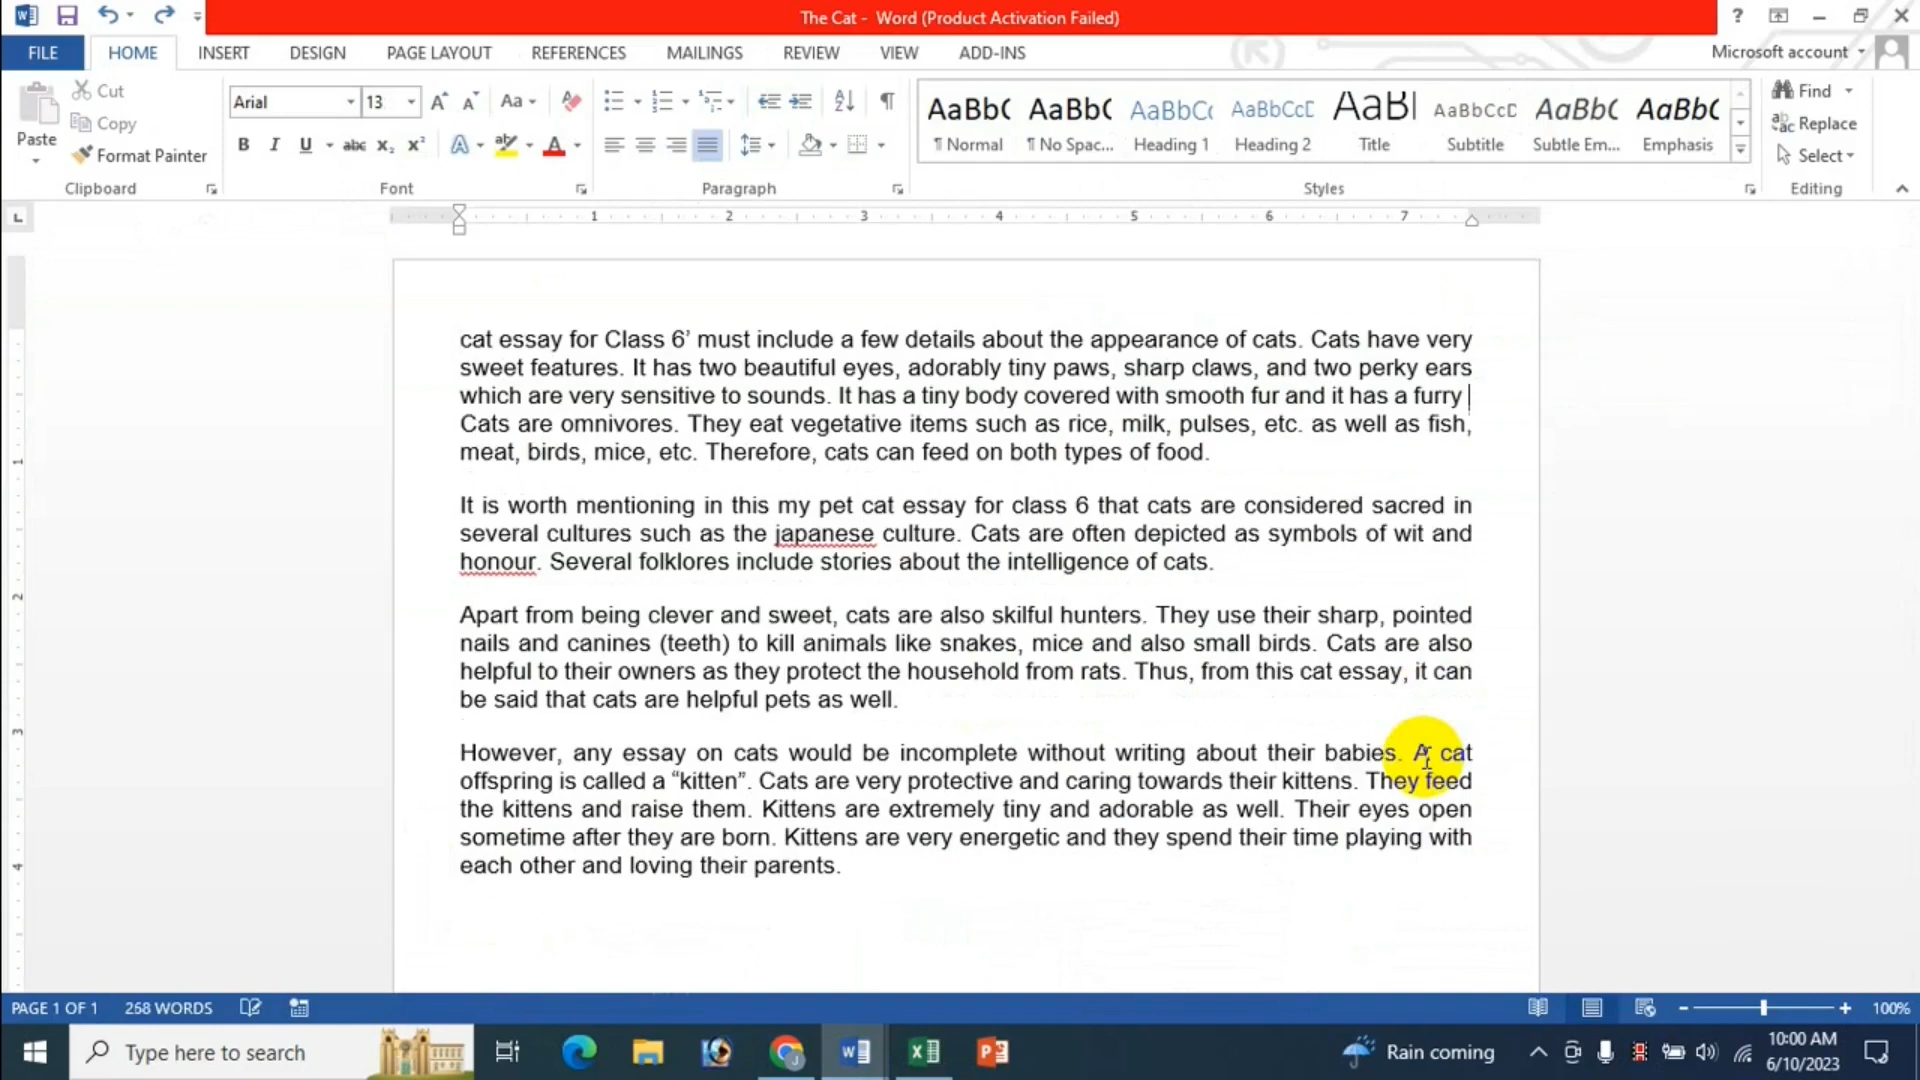 The Cat - Word (Product Activation Failed)
FILE HOME INSERT DESIGN PAGE LAYOUT REFERENCES MAILINGS REVIEW VIEW ADD-INS Microsoft account
Paste Cut Copy Format Painter
Arial 13
AaBbC AaBbC AaBbCc AaBbCcD AaBl AaBbCcD AaBbC AaBbC
¶ Normal ¶ No Spac... Heading 1 Heading 2 Title Subtitle Subtle Em... Emphasis
Find Replace Select
Clipboard Font Paragraph Styles Editing
1 2 3 4 5 6 7
cat essay for Class 6’ must include a few details about the appearance of cats. Cats have very
sweet features. It has two beautiful eyes, adorably tiny paws, sharp claws, and two perky ears
which are very sensitive to sounds. It has a tiny body covered with smooth fur and it has a furry
Cats are omnivores. They eat vegetative items such as rice, milk, pulses, etc. as well as fish,
meat, birds, mice, etc. Therefore, cats can feed on both types of food.
It is worth mentioning in this my pet cat essay for class 6 that cats are considered sacred in
several cultures such as the japanese culture. Cats are often depicted as symbols of wit and
honour. Several folklores include stories about the intelligence of cats.
Apart from being clever and sweet, cats are also skilful hunters. They use their sharp, pointed
nails and canines (teeth) to kill animals like snakes, mice and also small birds. Cats are also
helpful to their owners as they protect the household from rats. Thus, from this cat essay, it can
be said that cats are helpful pets as well.
However, any essay on cats would be incomplete without writing about their babies. A cat
offspring is called a “kitten”. Cats are very protective and caring towards their kittens. They feed
the kittens and raise them. Kittens are extremely tiny and adorable as well. Their eyes open
sometime after they are born. Kittens are very energetic and they spend their time playing with
each other and loving their parents.
PAGE 1 OF 1 268 WORDS 100%
Type here to search Rain coming 10:00 AM
6/10/2023